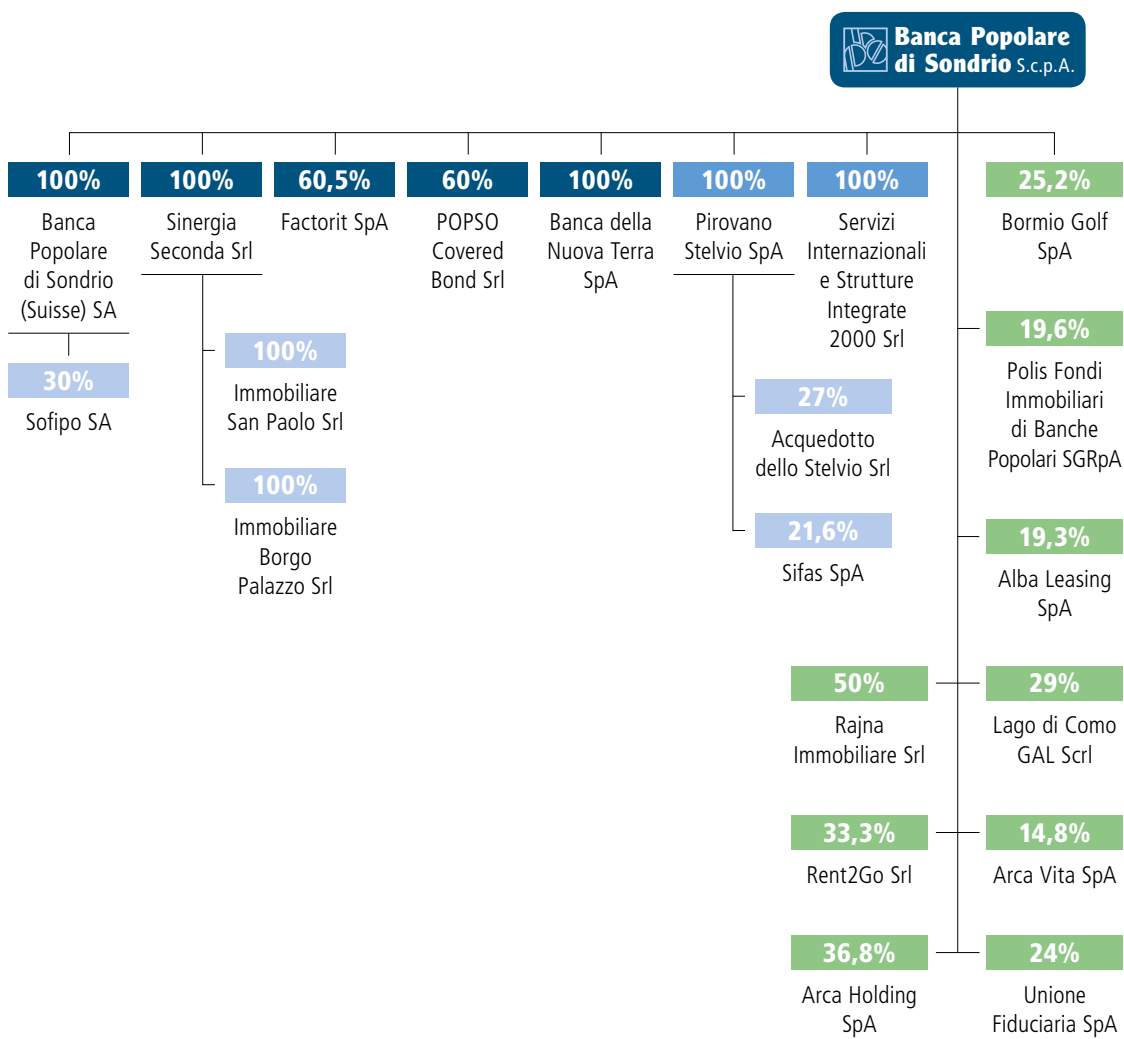 Banca Popolare
di Sondrio S.c.p.A.
100%
Banca
Popolare
di Sondrio
(Suisse) SA
30%
Sofipo SA
100%
Sinergia
Seconda Srl
100%
Immobiliare
San Paolo Srl
100%
Immobiliare
Borgo
Palazzo Srl
60,5%
Factorit SpA
60%
POPSO
Covered
Bond Srl
100%
Banca della
Nuova Terra
SpA
100%
Pirovano
Stelvio SpA
27%
Acquedotto
dello Stelvio Srl
21,6%
Sifas SpA
100%
Servizi
Internazionali
e Strutture
Integrate
2000 Srl
25,2%
Bormio Golf
SpA
19,6%
Polis Fondi
Immobiliari
di Banche
Popolari SGRpA
19,3%
Alba Leasing
SpA
50%
Rajna
Immobiliare Srl
29%
Lago di Como
GAL Scrl
33,3%
Rent2Go Srl
14,8%
Arca Vita SpA
36,8%
Arca Holding
SpA
24%
Unione
Fiduciaria SpA